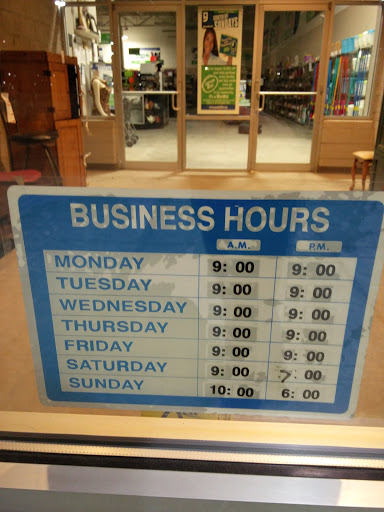 BUSINESS HOURS
A.M. P.M.
MONDAY 9: 00 9: 00
TUESDAY 9: 00 9: 00
WEDNESDAY 9: 00 9: 00
THURSDAY 9: 00 9: 00
FRIDAY 9: 00 9: 00
SATURDAY 9: 00 7: 00
SUNDAY 10: 00 6: 00